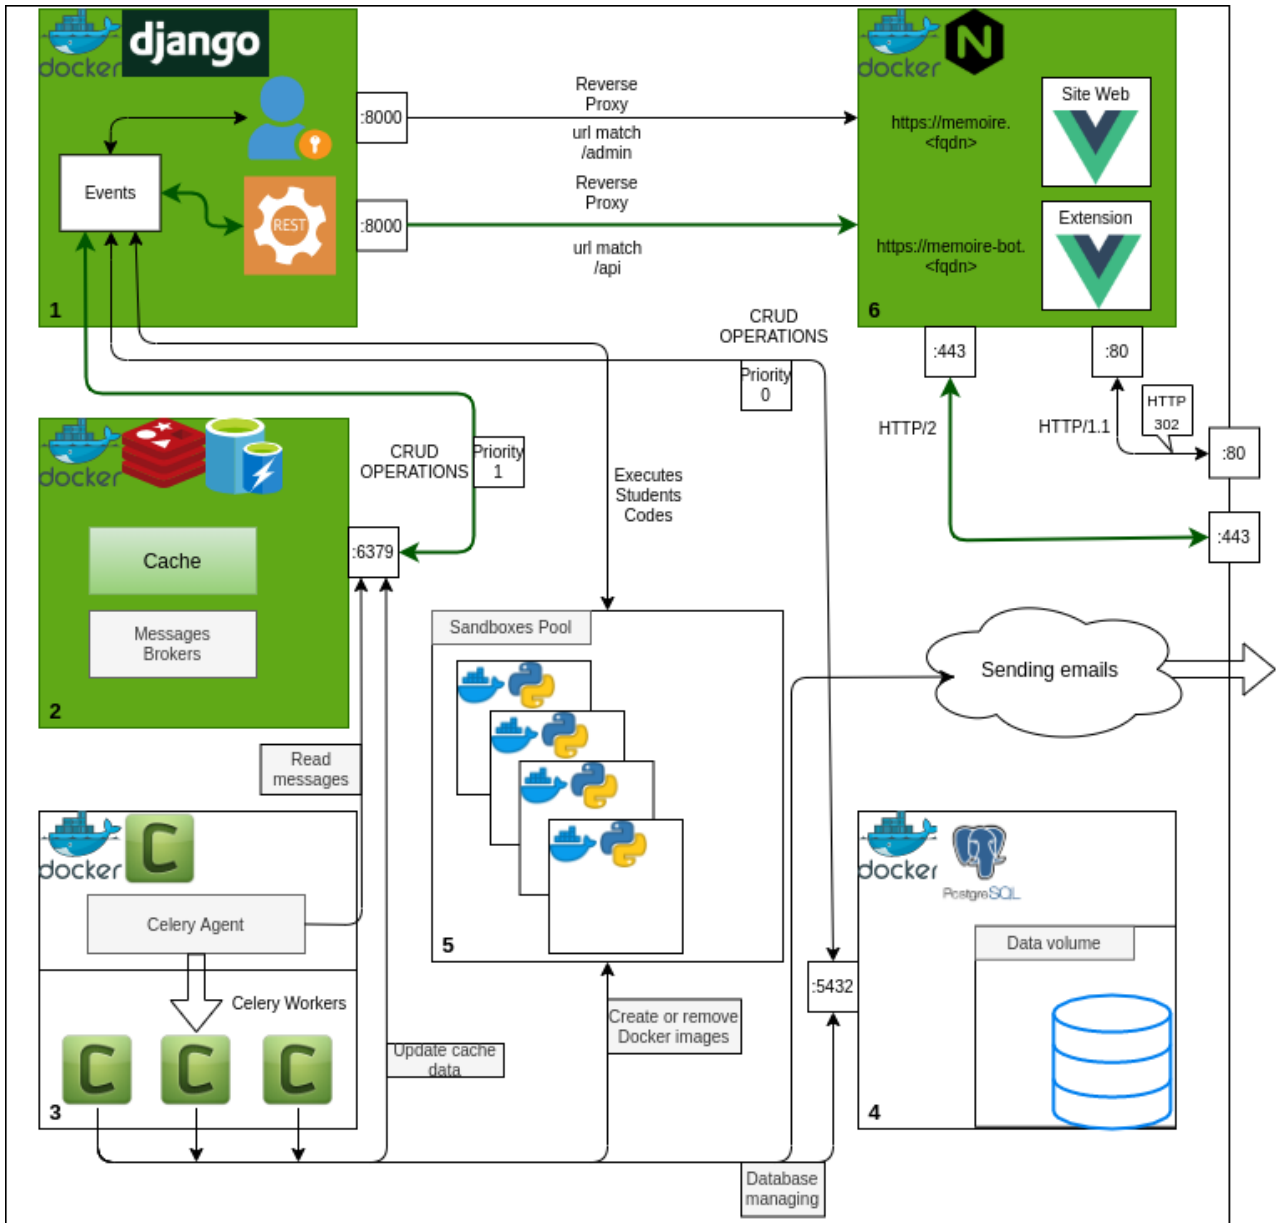 docker
django
:8000
Reverse
Proxy
url match
/admin
Events
REST
:8000
Reverse
Proxy
url match
/api
1
docker
N
https://memoire.
<fqdn>
Site Web
https://memoire-bot.
<fqdn>
Extension
6
:443
:80
HTTP/2
HTTP/1.1
HTTP
302
:80
:443
CRUD
OPERATIONS
Priority
0
docker
CRUD
OPERATIONS
Priority
1
Cache
:6379
Messages
Brokers
2
Executes
Students
Codes
Sandboxes Pool
5
Sending emails
Read
messages
docker
C
Celery Agent
Celery Workers
C
C
C
3
Update cache
data
Create or remove
Docker images
Database
managing
:5432
docker
PostgreSQL
Data volume
4